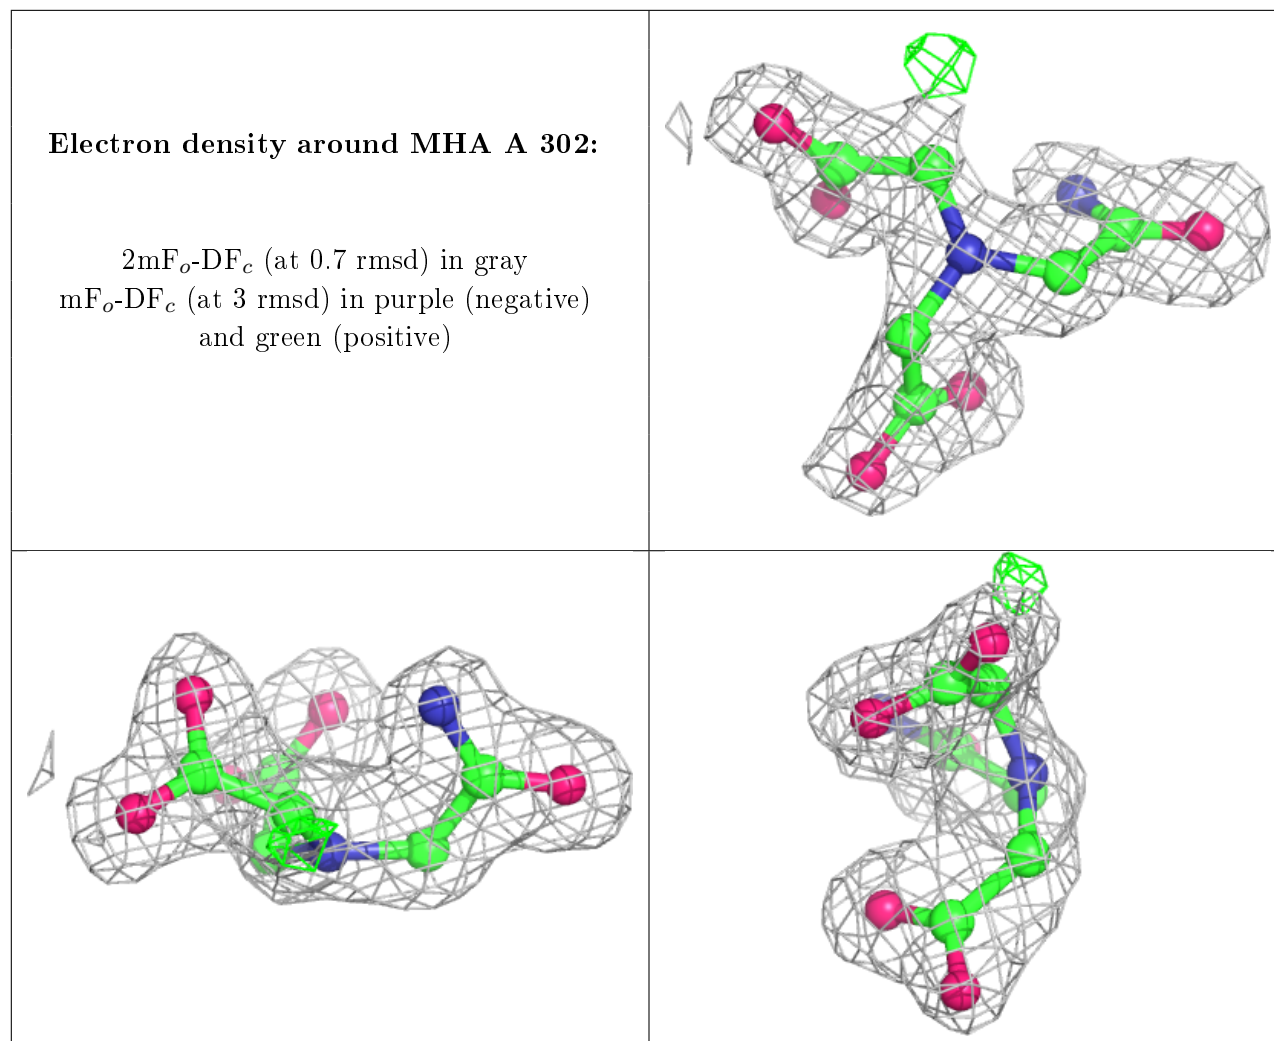 Electron density around MHA A 302:
2mFo-DFc (at 0.7 rmsd) in gray
mFo-DFc (at 3 rmsd) in purple (negative)
and green (positive)